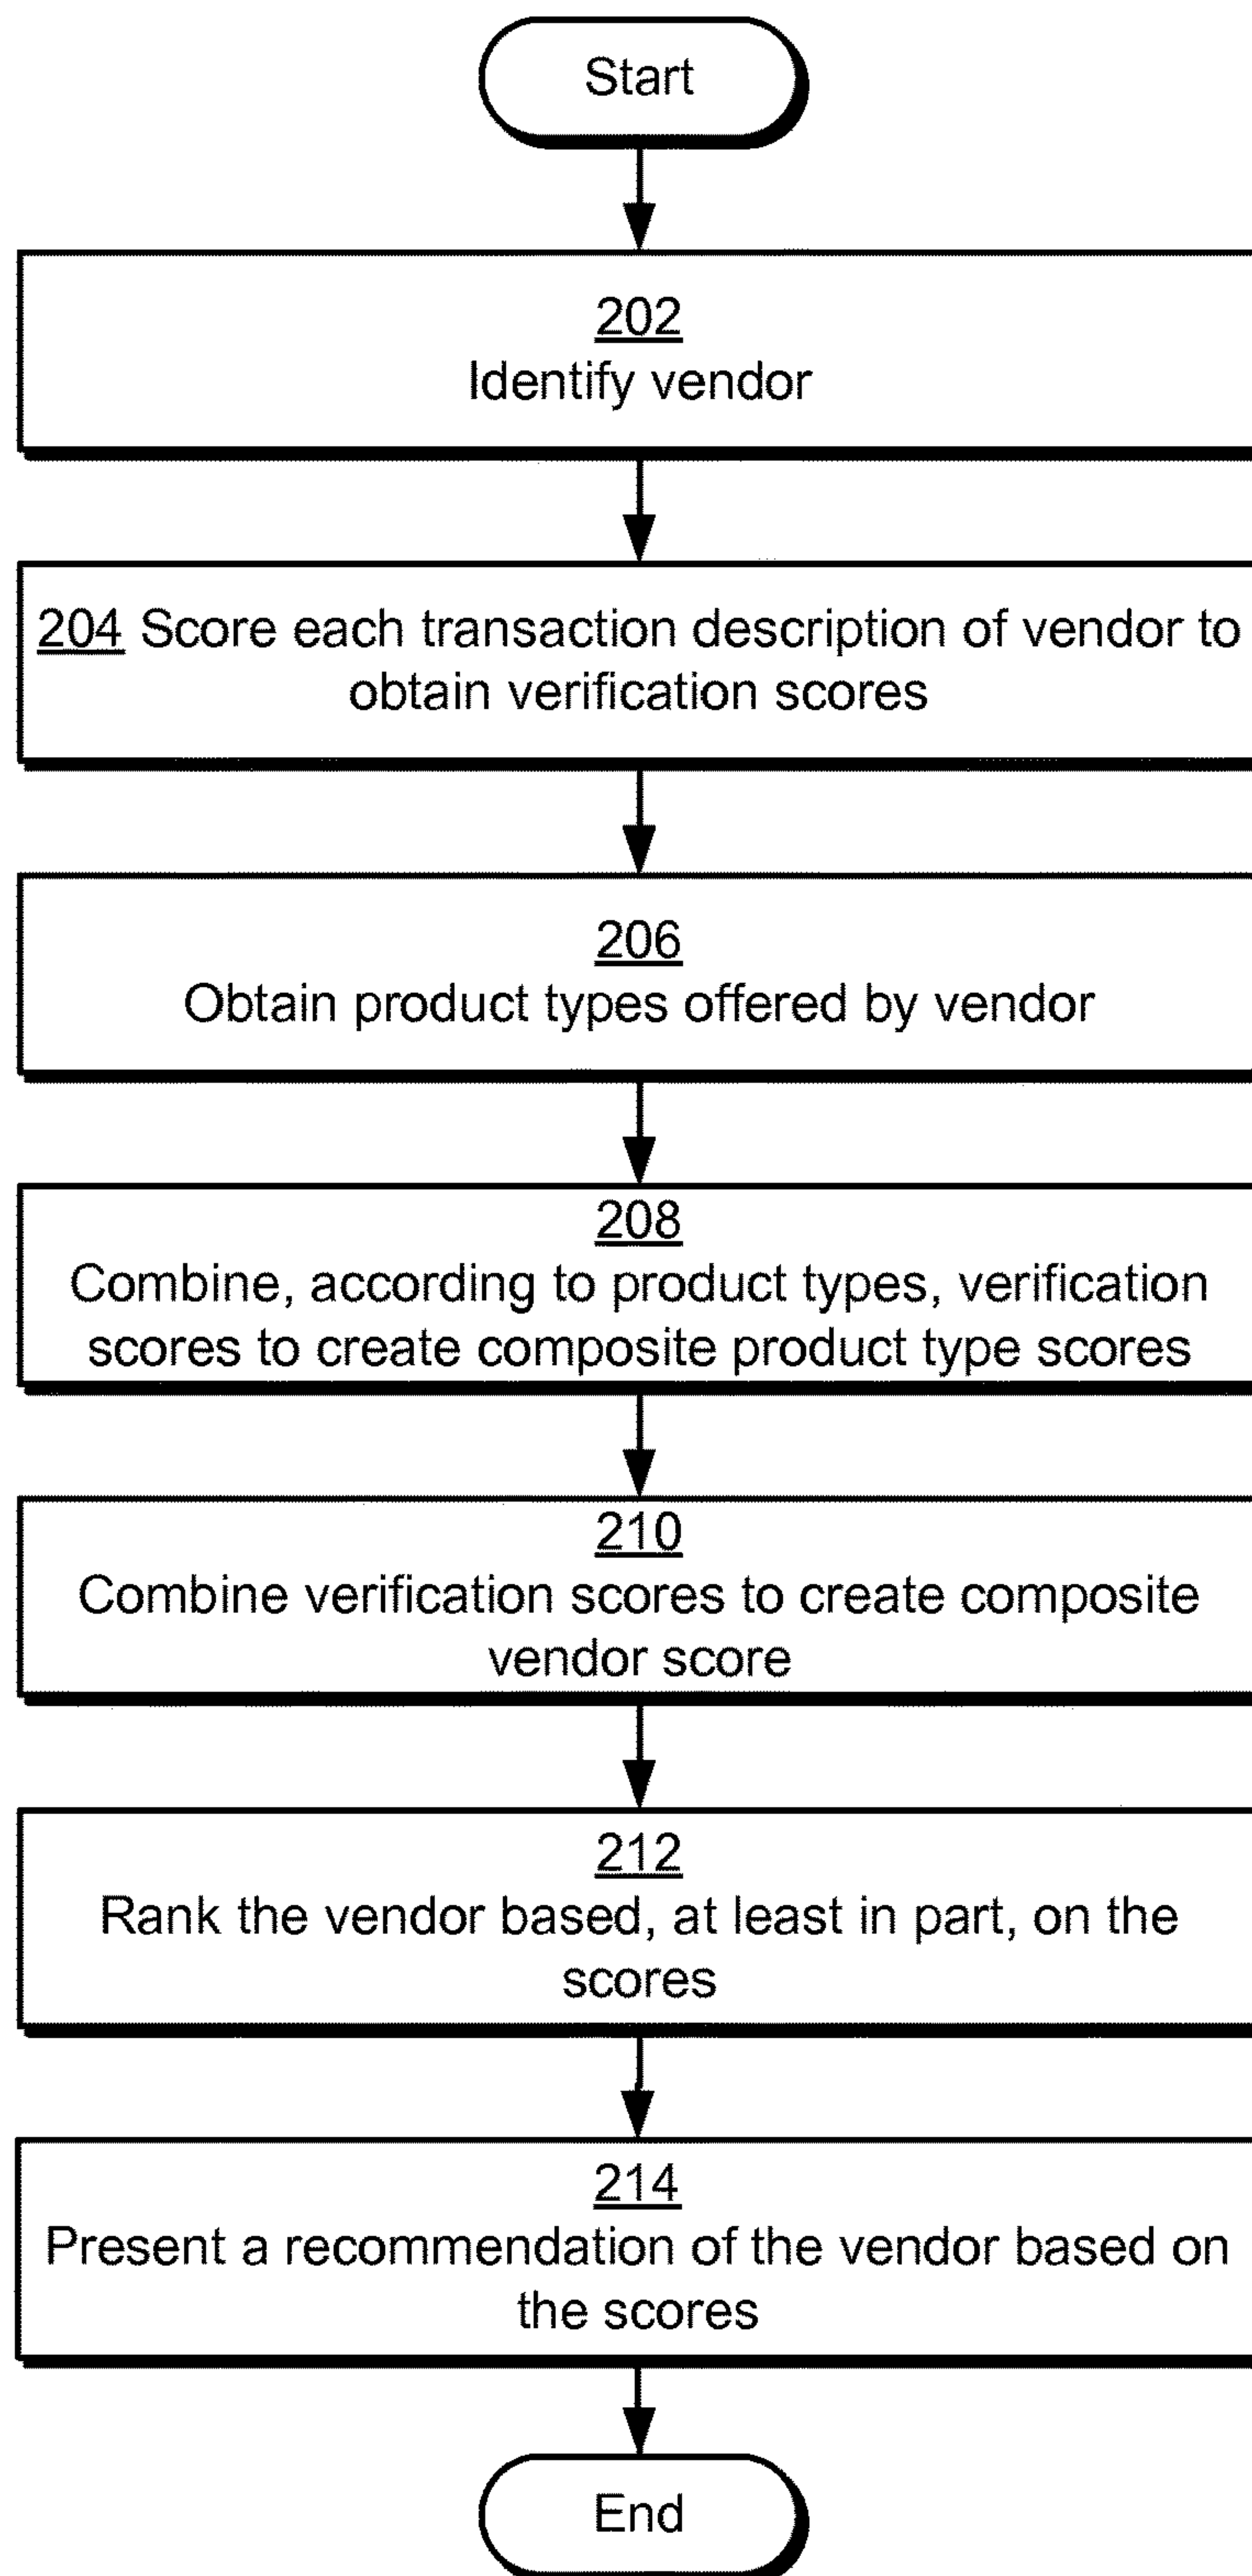 Start
202
Identify vendor
204 Score each transaction description of vendor to
obtain verification scores
206
Obtain product types offered by vendor
208
Combine, according to product types, verification
scores to create composite product type scores
210
Combine verification scores to create composite
vendor score
212
Rank the vendor based, at least in part, on the
scores
214
Present a recommendation of the vendor based on
the scores
End